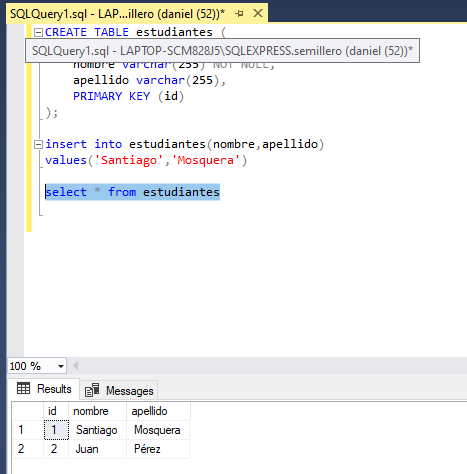 SQLQuery1.sql - LAP...illero (daniel (52))*
CREATE TABLE estudiantes (
SQLQuery1.sql - LAPTOP-SCM828J5\SQLEXPRESS.semillero (daniel (52))*
nombre varchar(255) NOT NULL,
apellido varchar(255),
PRIMARY KEY (id)
);
insert into estudiantes(nombre,apellido)
values('Santiago','Mosquera')
select * from estudiantes
100 %
Results Messages
id nombre apellido
1 1 Santiago Mosquera
2 2 Juan Pérez